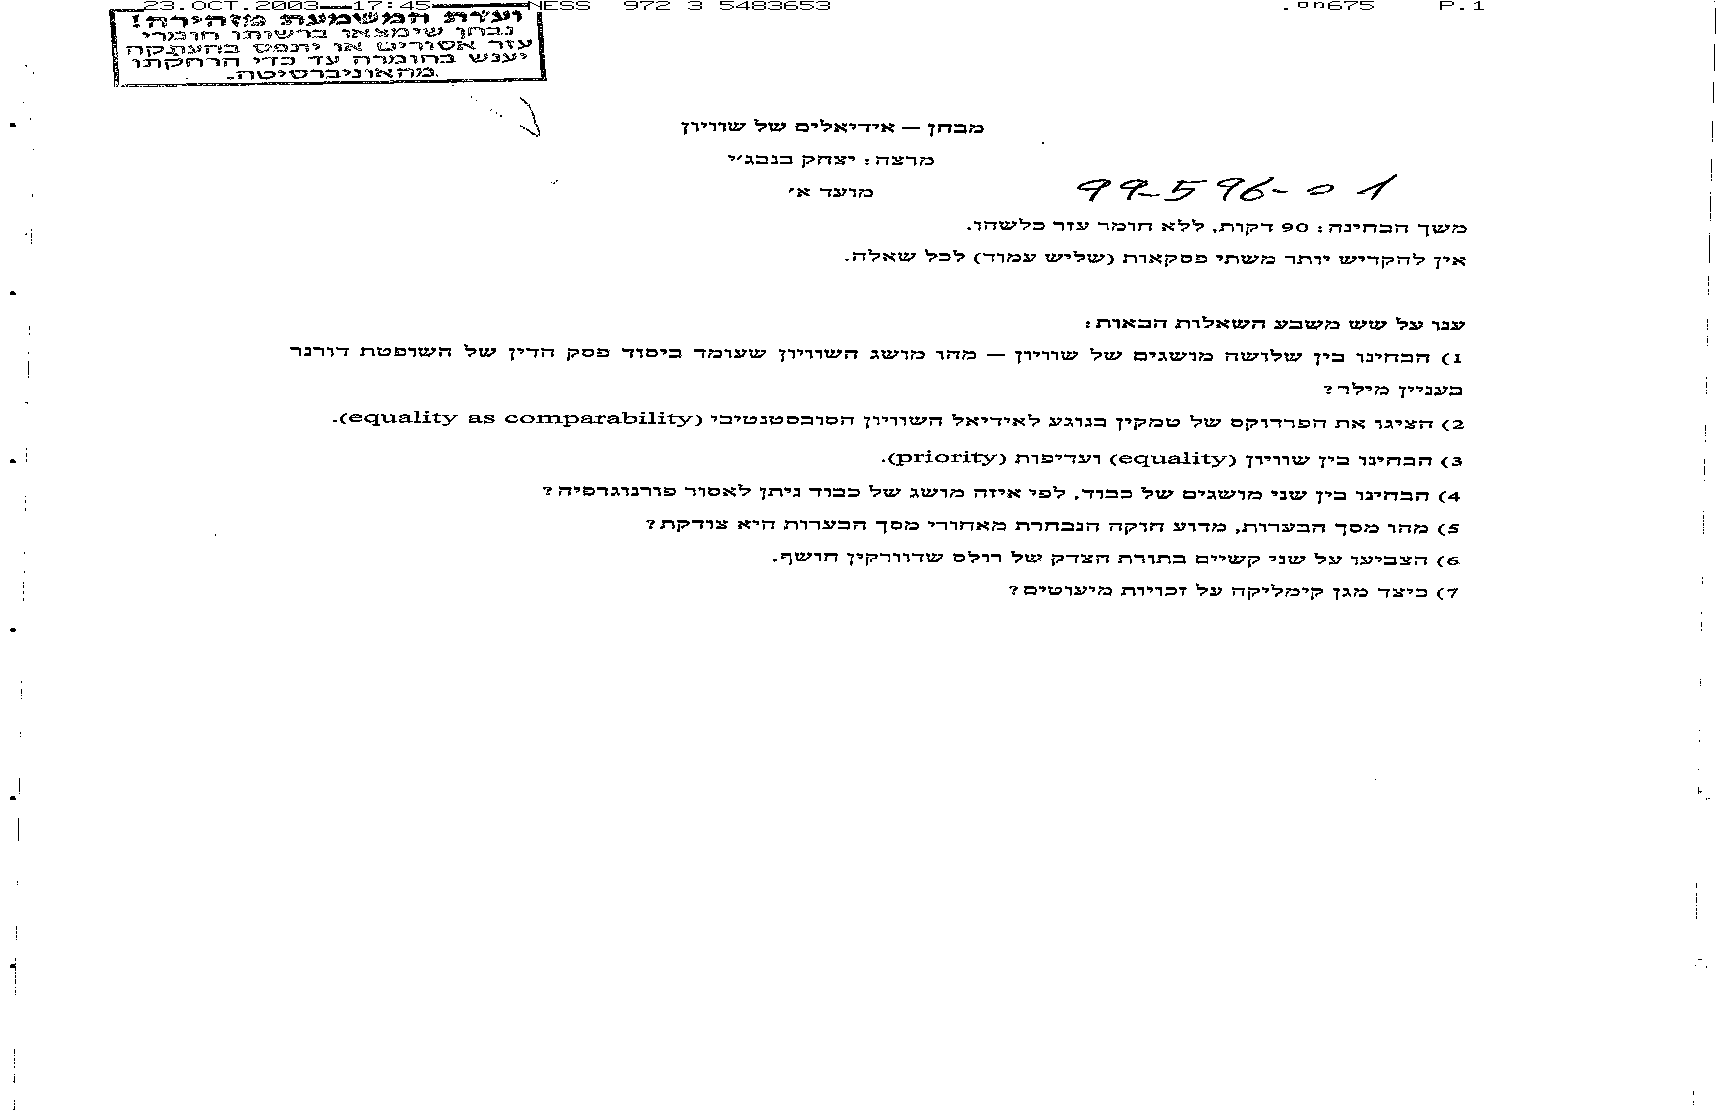 23.OCT.2003 17:45 NESS 972 3 5483653 P.1
ועדת המשמעת מזהירה!
נבחן שימצאו ברשותו חומרי
עזר אסורים או יתפס בהעתקה
יענש בחומרה עד כדי הרחקתו
מהאוניברסיטה.
מבחן – אידיאלים של שוויון
מרצה: יצחק בנבג'י
מועד א'
99-596-01
משך הבחינה: 90 דקות, ללא חומר עזר כלשהו.
אין להקדיש יותר משתי פסקאות (שליש עמוד) לכל שאלה.
ענו על שש משבע השאלות הבאות:
1) הבחינו בין שלושה מושגים של שוויון – מהו מושג השוויון שעומד ביסוד פסק הדין של השופטת דורנר
בעניין מילר?
2) הציגו את הפרדוקס של טמקין בנוגע לאידיאל השוויון הסובסטנטיבי (equality as comparability).
3) הבחינו בין שוויון (equality) ועדיפות (priority).
4) הבחינו בין שני מושגים של כבוד, לפי איזה מושג של כבוד ניתן לאסור פורנוגרפיה?
5) מהו מסך הבערות, מדוע חוקה הנבחרת מאחורי מסך הבערות היא צודקת?
6) הצביעו על שני קשיים בתורת הצדק של רולס שדוורקין חושף.
7) כיצד מגן קימליקה על זכויות מיעוטים?